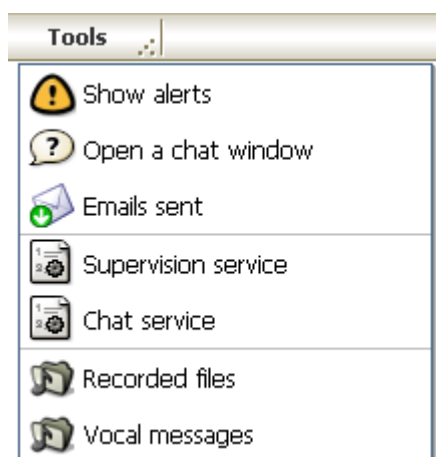 Tools
Show alerts
Open a chat window
Emails sent
Supervision service
Chat service
Recorded files
Vocal messages